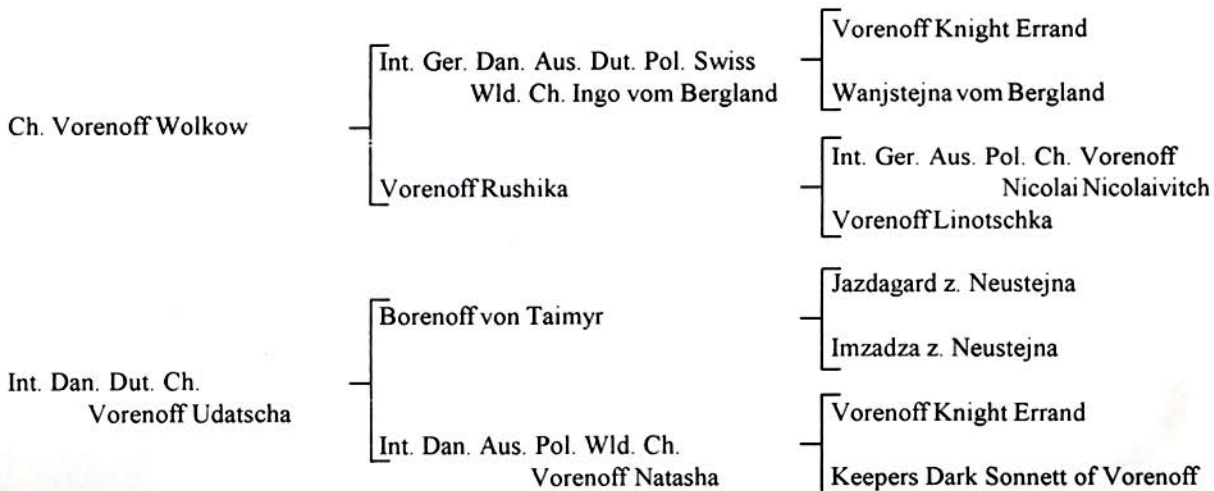 Ch. Vorenoff Wolkow
Int. Ger. Dan. Aus. Dut. Pol. Swiss
Wld. Ch. Ingo vom Bergland
Vorenoff Knight Errand
Wanjstejna vom Bergland
Vorenoff Rushika
Int. Ger. Aus. Pol. Ch. Vorenoff
Nicolai Nicolaivitch
Vorenoff Linotschka
Int. Dan. Dut. Ch.
Vorenoff Udatscha
Borenoff von Taimyr
Jazdagard z. Neustejna
Imzadza z. Neustejna
Int. Dan. Aus. Pol. Wld. Ch.
Vorenoff Natasha
Vorenoff Knight Errand
Keepers Dark Sonnett of Vorenoff